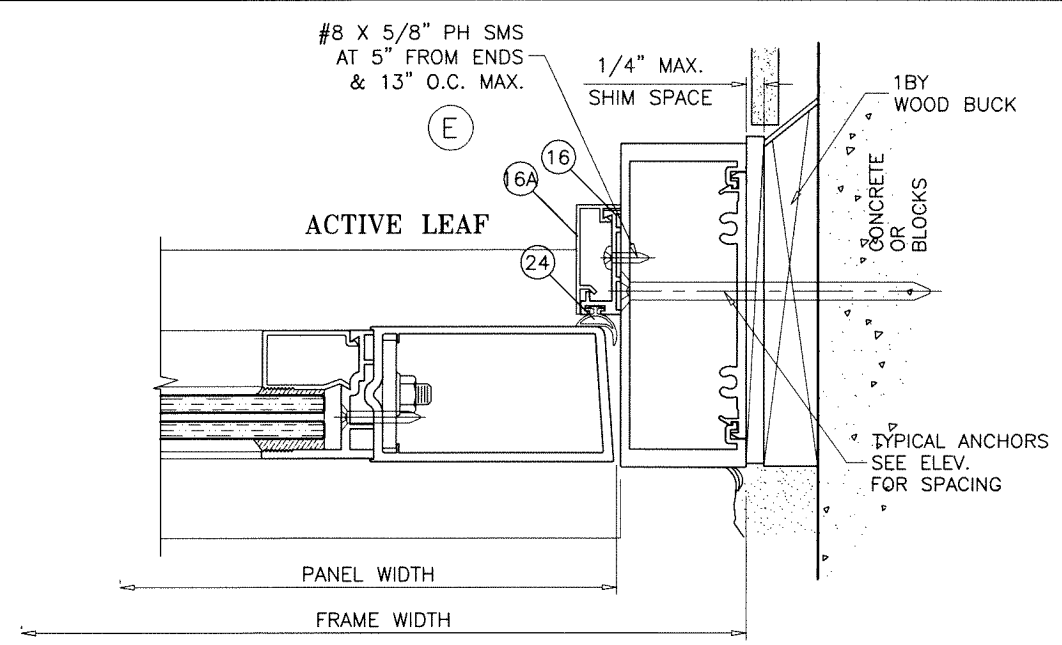 #8 X 5/8" PH SMS
AT 5" FROM ENDS
& 13" O.C. MAX.
1/4" MAX.
SHIM SPACE
1BY
WOOD BUCK
E
16
16A
CONCRETE
OR
BLOCKS
ACTIVE LEAF
24
TYPICAL ANCHORS
SEE ELEV.
FOR SPACING
PANEL WIDTH
FRAME WIDTH